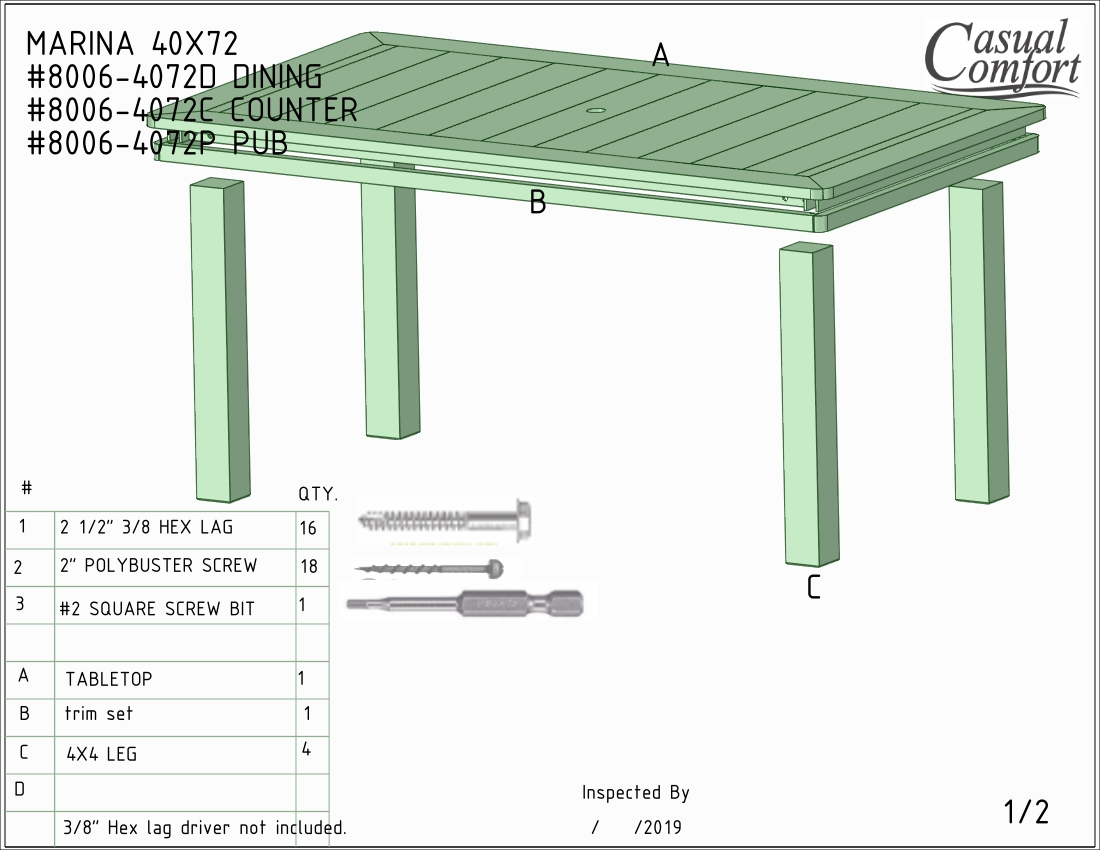 MARINA 40X72
#8006-4072D DINING
#8006-4072C COUNTER
#8006-4072P PUB
A
Casual
Comfort
B
C
# QTY.
1 2 1/2" 3/8 HEX LAG 16
2 2" POLYBUSTER SCREW 18
3 #2 SQUARE SCREW BIT 1
A TABLETOP 1
B trim set 1
C 4X4 LEG 4
D
3/8" Hex lag driver not included.
Inspected By
/ /2019
1/2